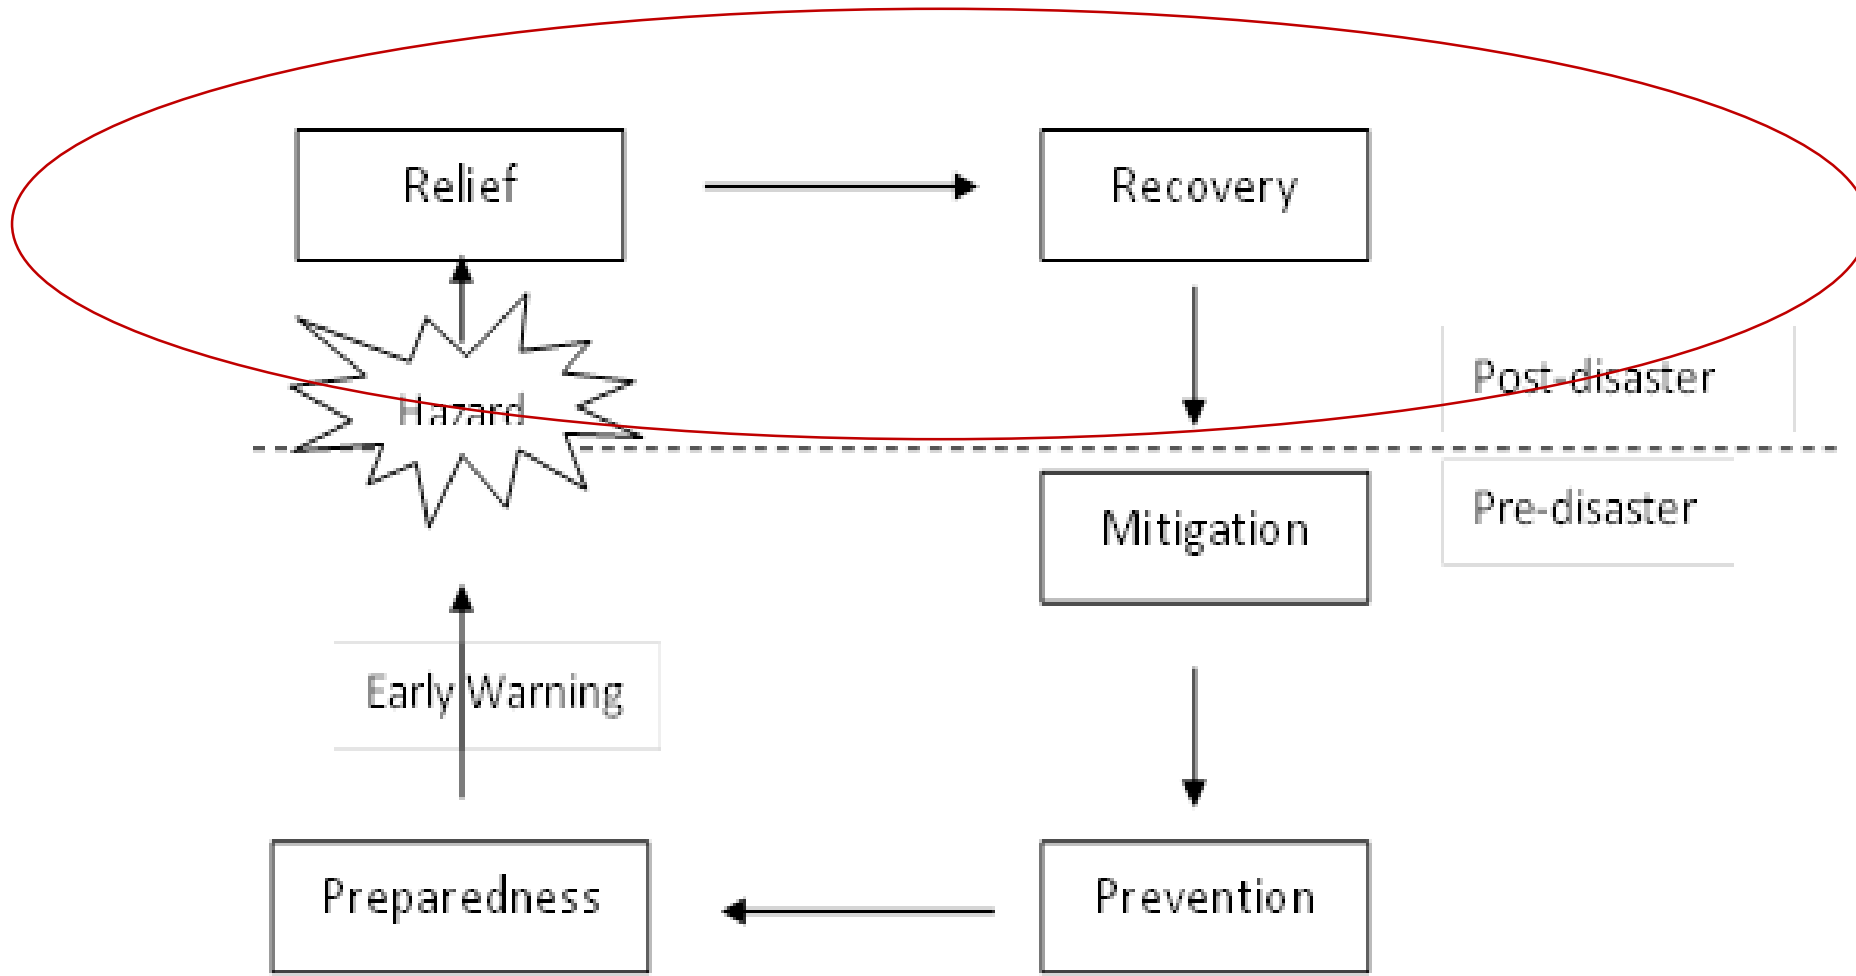 Relief
Recovery
Hazard
Post-disaster
Pre-disaster
Mitigation
Early Warning
Preparedness
Prevention